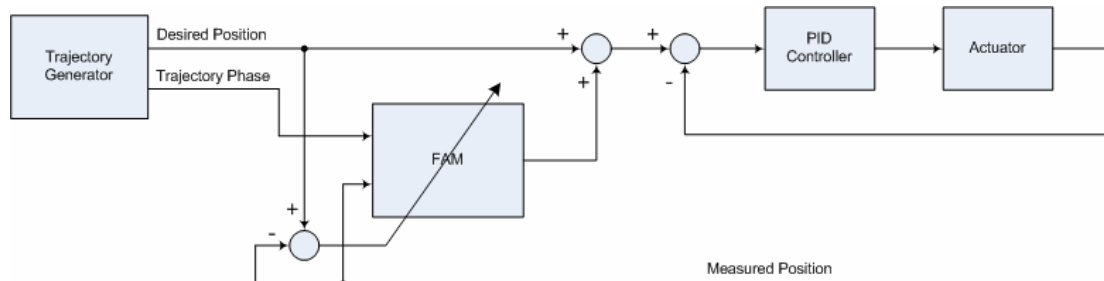 Desired Position
Trajectory
Generator
Trajectory Phase
+
+
+
-
PID
Controller
Actuator
FAM
+
-
Measured Position